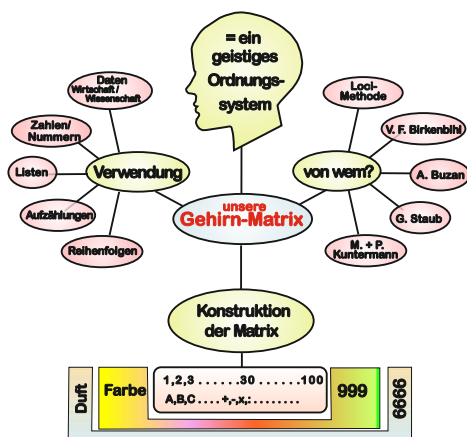 = ein
geistiges
Ordnungs-
system
Daten
Wirtschaft /
Wissenschaft
Zahlen/
Nummern
Listen
Aufzählungen
Reihenfolgen
Verwendung
Loci-
Methode
V. F. Birkenbihl
A. Buzan
G. Staub
M. + P.
Kuntermann
von wem?
unsere
Gehirn-Matrix
Konstruktion
der Matrix
Duft
Farbe
1,2,3 . . . . . . 30 . . . . . . 100
A,B,C . . . . +,-,x,: . . . . . . . .
999
6666